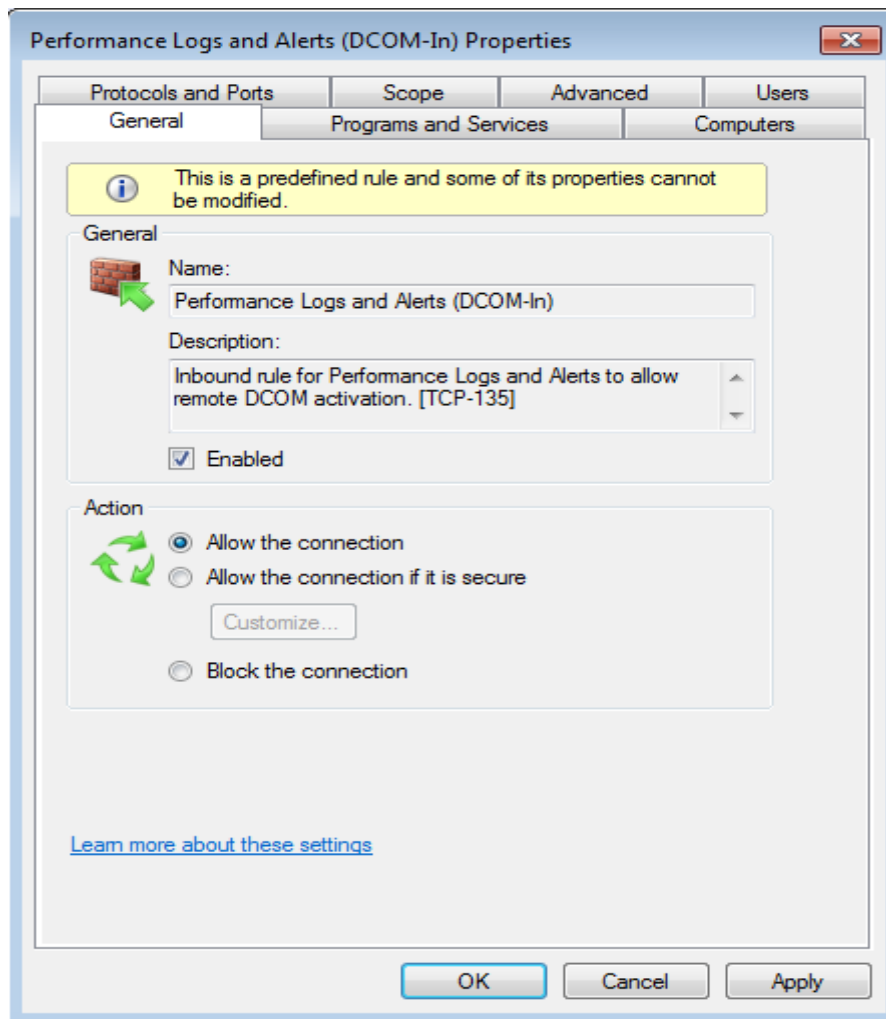 Performance Logs and Alerts (DCOM-In) Properties
Protocols and Ports
Scope
Advanced
Users
General
Programs and Services
Computers
This is a predefined rule and some of its properties cannot
be modified.
General
Name:
Performance Logs and Alerts (DCOM-In)
Description:
Inbound rule for Performance Logs and Alerts to allow
remote DCOM activation. [TCP-135]
Enabled
Action
Allow the connection
Allow the connection if it is secure
Customize...
Block the connection
Learn more about these settings
OK
Cancel
Apply